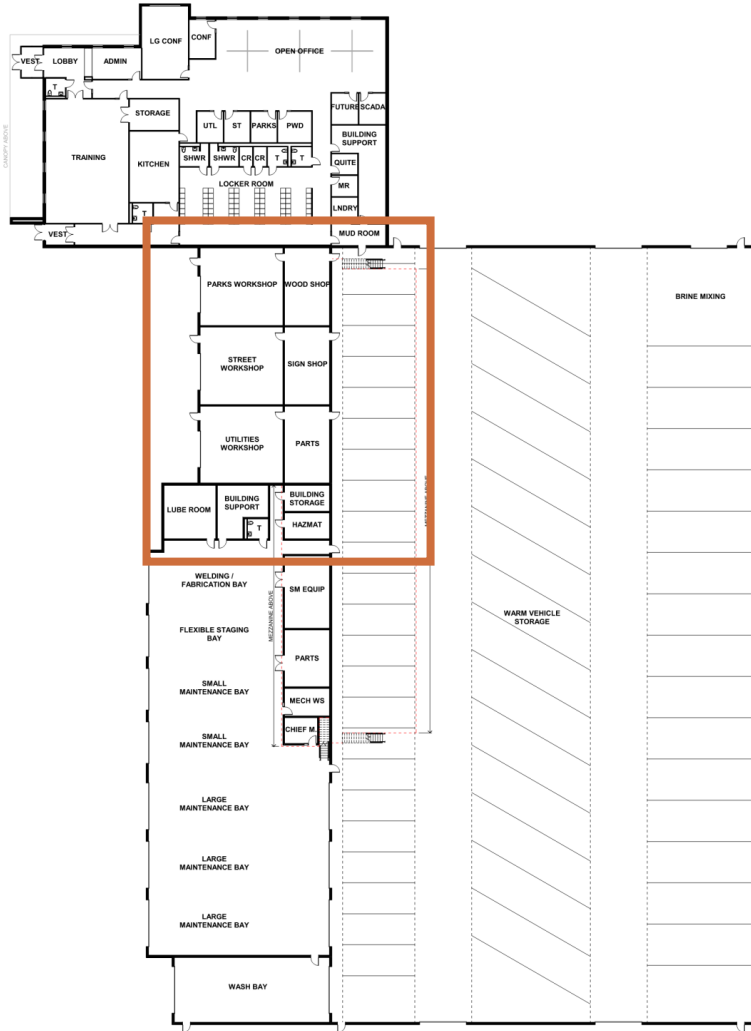 LG CONF
CONF
OPEN OFFICE
VEST
LOBBY
ADMIN
T
STORAGE
FUTURE
SCADA
UTL
ST
PARKS
PWD
BUILDING
SUPPORT
CANOPY ABOVE
TRAINING
KITCHEN
SHWR
SHWR
CR
CR
T
T
QUITE
LOCKER ROOM
MR
LNDRY
T
VEST
MUD ROOM
PARKS WORKSHOP
WOOD SHOP
BRINE MIXING
STREET
WORKSHOP
SIGN SHOP
UTILITIES
WORKSHOP
PARTS
MEZZANINE ABOVE
LUBE ROOM
BUILDING
SUPPORT
T
BUILDING
STORAGE
HAZMAT
WELDING /
FABRICATION BAY
SM EQUIP
MEZZANINE ABOVE
WARM VEHICLE
STORAGE
FLEXIBLE STAGING
BAY
PARTS
SMALL
MAINTENANCE BAY
MECH WS
CHIEF M.
SMALL
MAINTENANCE BAY
LARGE
MAINTENANCE BAY
LARGE
MAINTENANCE BAY
LARGE
MAINTENANCE BAY
WASH BAY